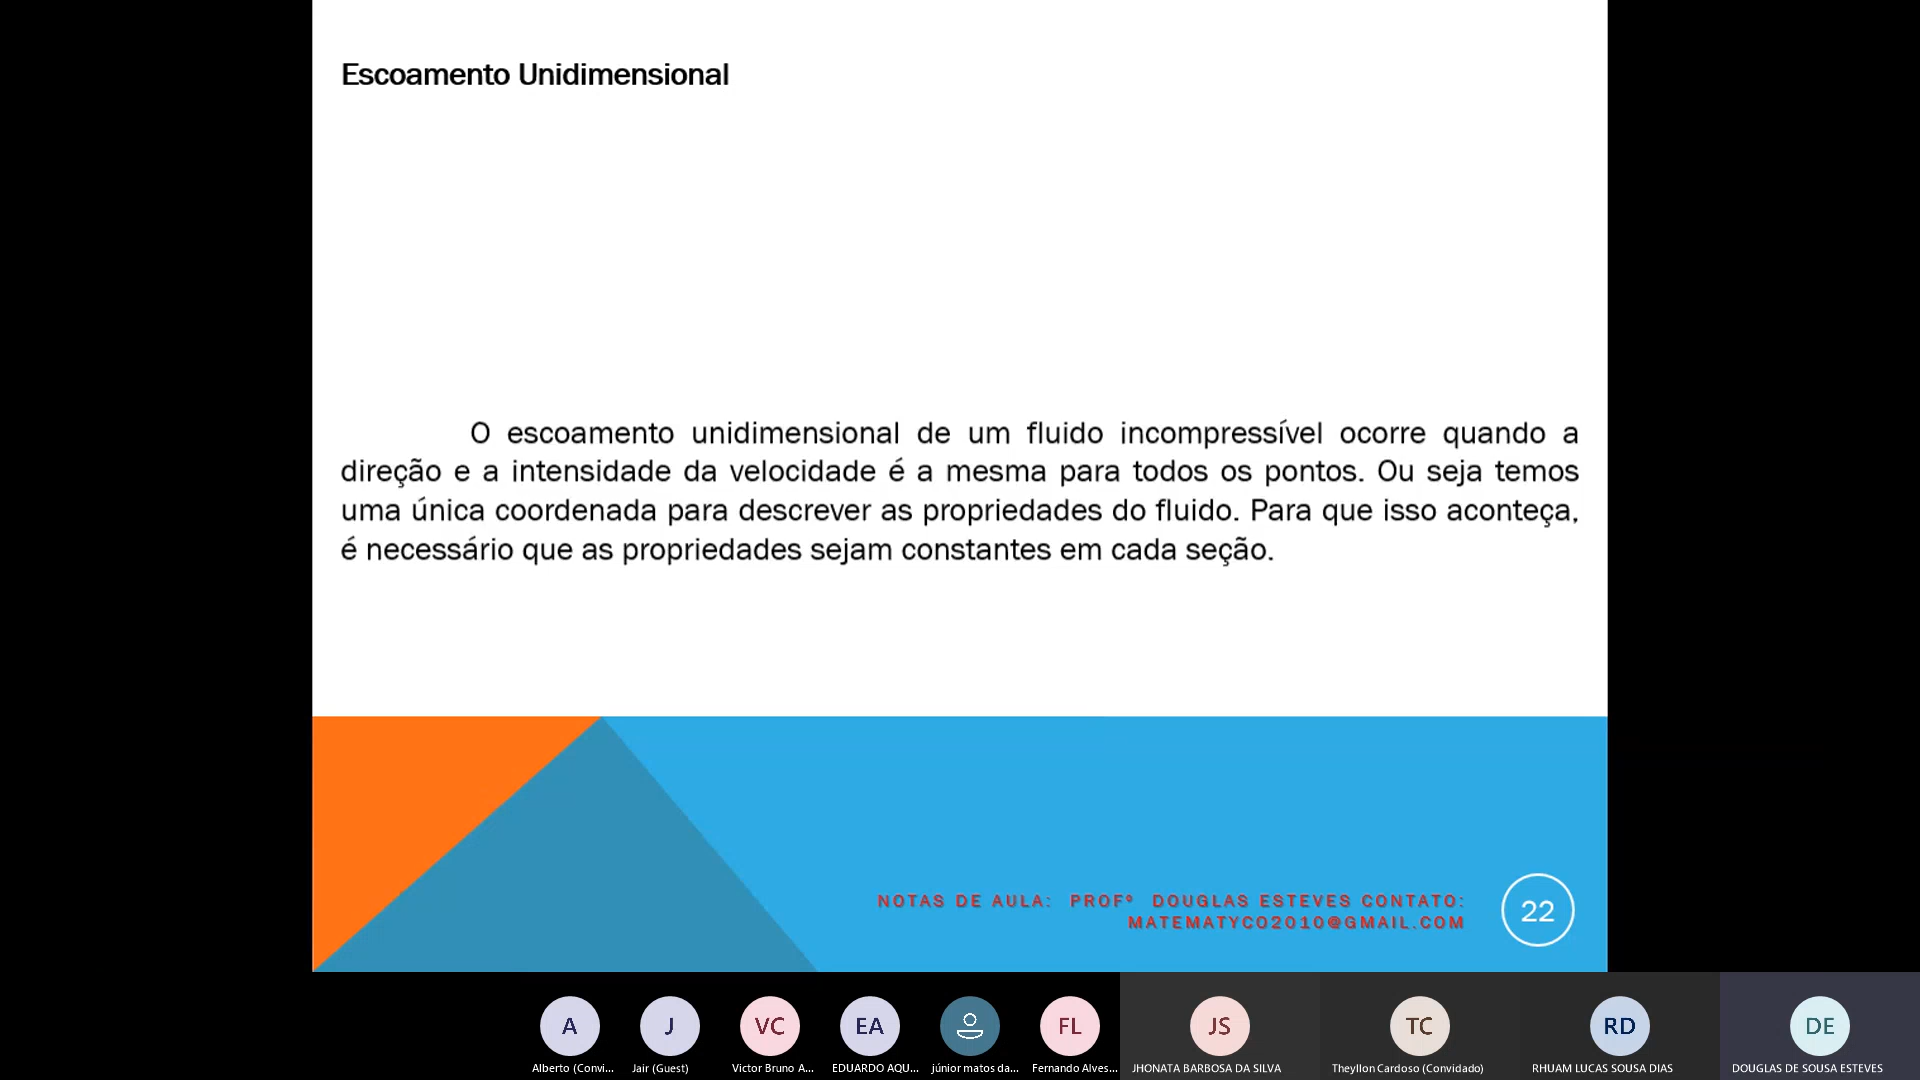 Escoamento Unidimensional
O escoamento unidimensional de um fluido incompressível ocorre quando a
direção e a intensidade da velocidade é a mesma para todos os pontos. Ou seja temos
uma única coordenada para descrever as propriedades do fluido. Para que isso aconteça,
é necessário que as propriedades sejam constantes em cada seção.
NOTAS DE AULA: PROFº DOUGLAS ESTEVES CONTATO:
MATEMATYCO2010@GMAIL.COM
22
A J VC EA FL JS TC RD DE
Alberto (Convi... Jair (Guest) Victor Bruno A... EDUARDO AQU... júnior matos da... Fernando Alves... JHONATA BARBOSA DA SILVA Theyllon Cardoso (Convidado) RHUAM LUCAS SOUSA DIAS DOUGLAS DE SOUSA ESTEVES